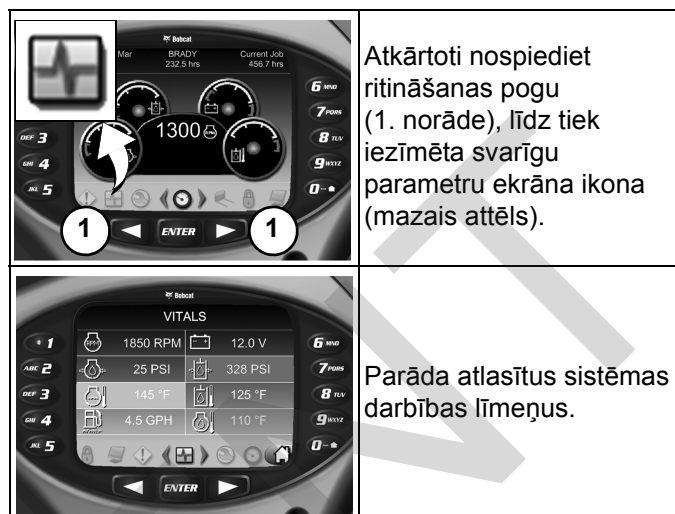 Bobcat
Mar BRADY Current Job
232.5 hrs 456.7 hrs
1300 RPM
DEF 3
GHI 4
JKL 5
6 MNO
7 PQRS
8 TUV
9 WXYZ
0
1 ENTER 1
Atkārtoti nospiediet
ritināšanas pogu
(1. norāde), līdz tiek
iezīmēta svarīgu
parametru ekrāna ikona
(mazais attēls).
Bobcat
VITALS
RPM 1850 RPM 12.0 V
25 PSI 328 PSI
145 °F 125 °F
4.5 GPH 110 °F
* 1
ABC 2
DEF 3
GHI 4
JKL 5
6 MNO
7 PQRS
8 TUV
9 WXYZ
0
ENTER
Parāda atlasītus sistēmas
darbības līmeņus.